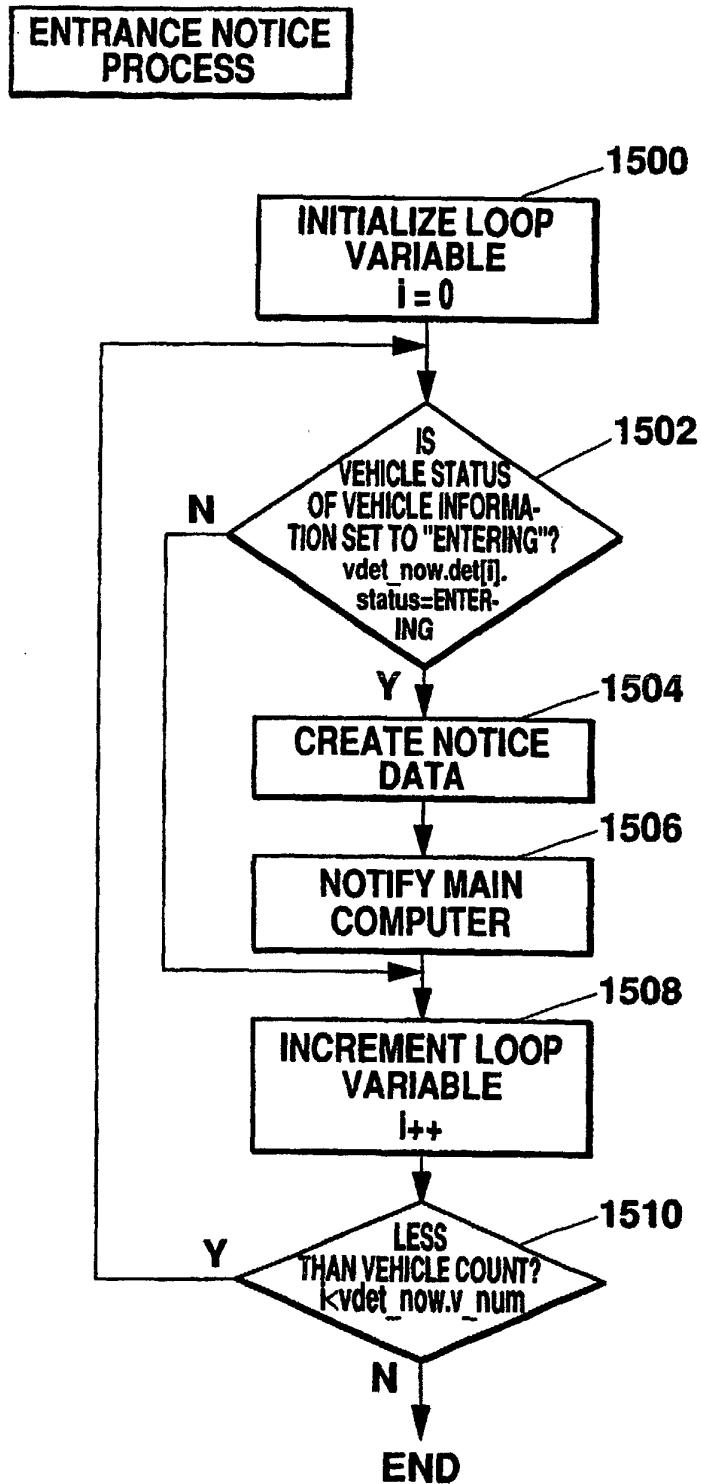 ENTRANCE NOTICE
PROCESS
1500
INITIALIZE LOOP
VARIABLE
i = 0
1502
IS
VEHICLE STATUS
OF VEHICLE INFORMA-
TION SET TO "ENTERING"?
vdet_now.det[i].
status=ENTER-
ING
N
Y
1504
CREATE NOTICE
DATA
1506
NOTIFY MAIN
COMPUTER
1508
INCREMENT LOOP
VARIABLE
i++
1510
LESS
THAN VEHICLE COUNT?
i<vdet_now.v_num
Y
N
END